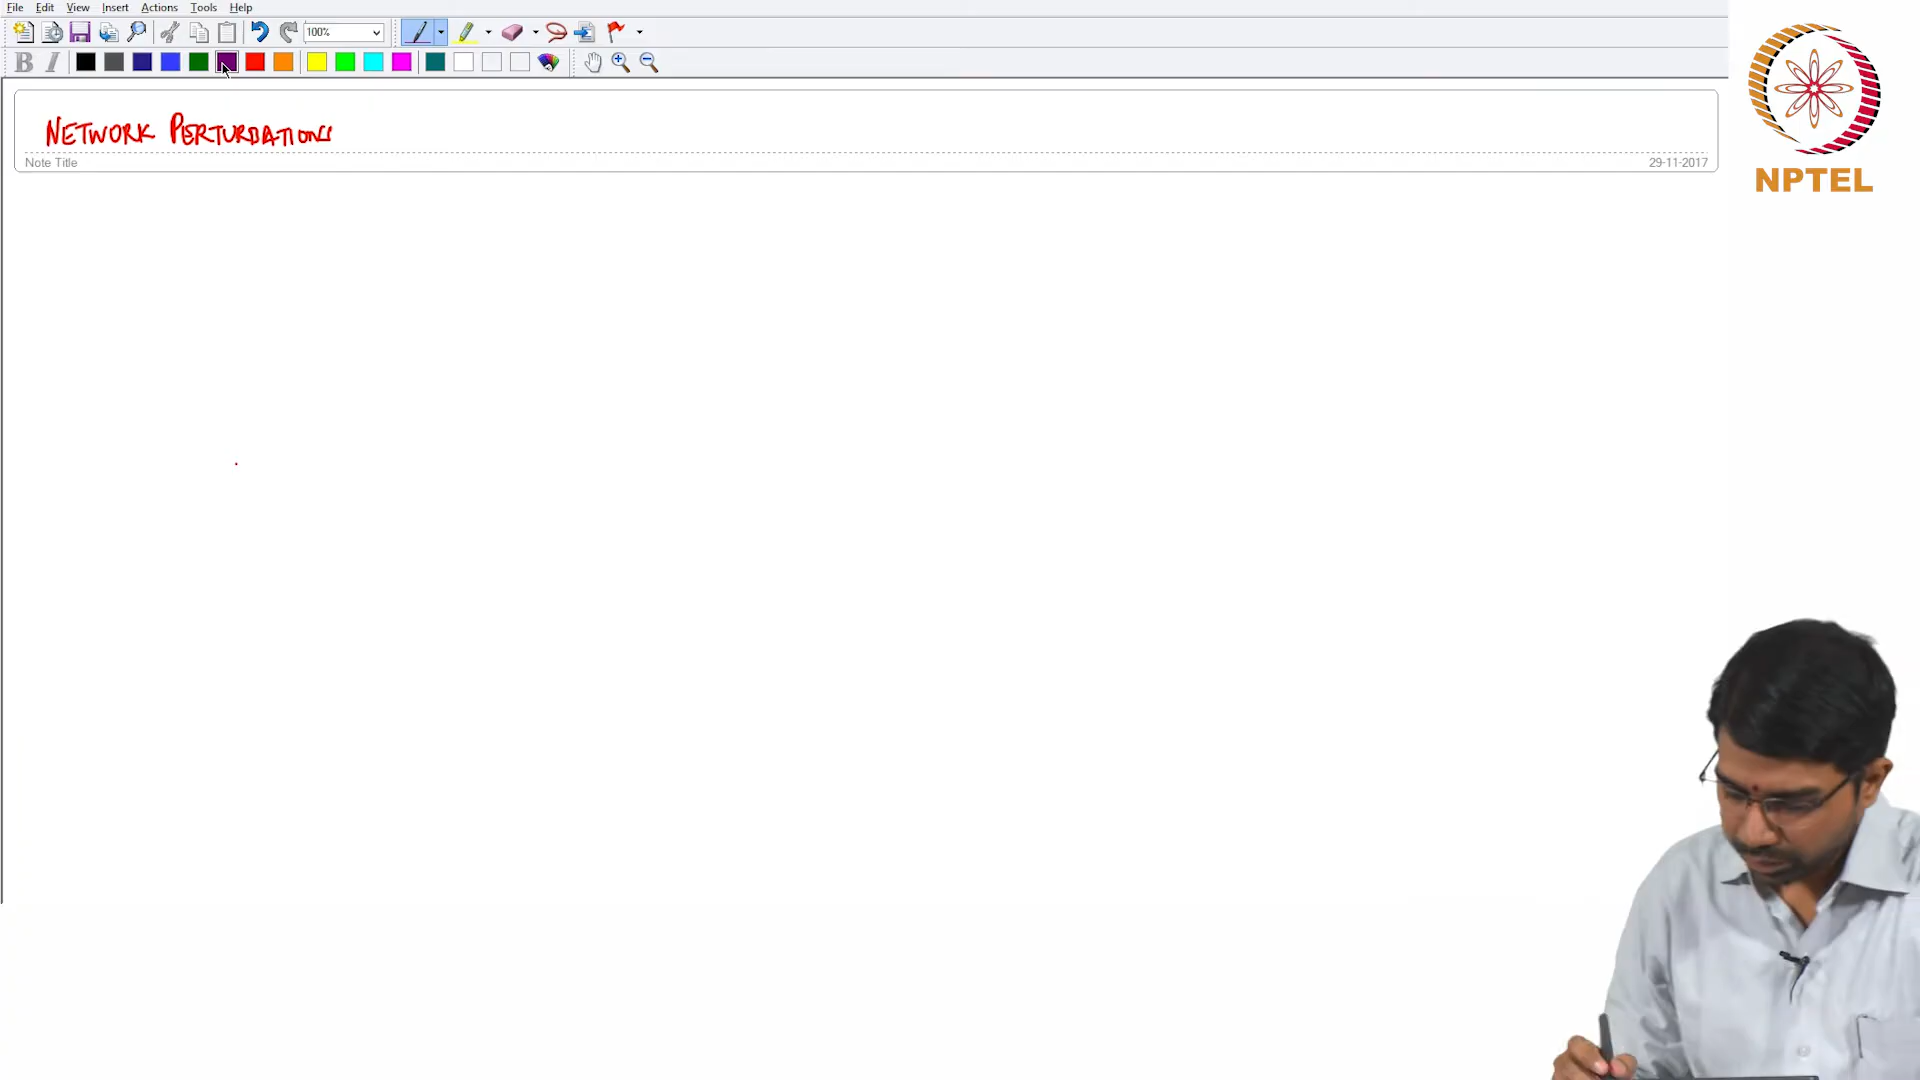 File Edit View Insert Actions Tools Help
100%
B I
NETWORK PERTURBATIONS
Note Title
29-11-2017
NPTEL